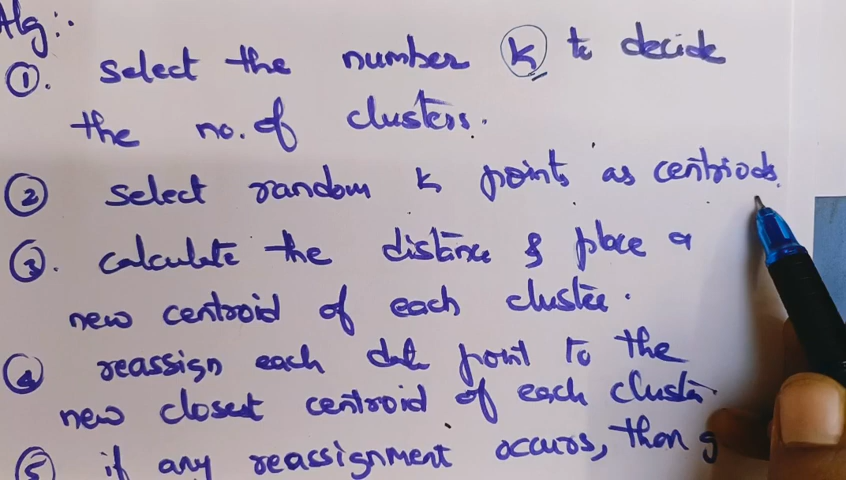 Alg:-
①. select the number k to decide
the no. of clusters.
② select random k points as centriods.
③. calculate the distance & place a
new centroid of each cluster.
④ reassign each data point to the
new closest centroid of each cluster.
⑤ if any reassignment occurs, then g